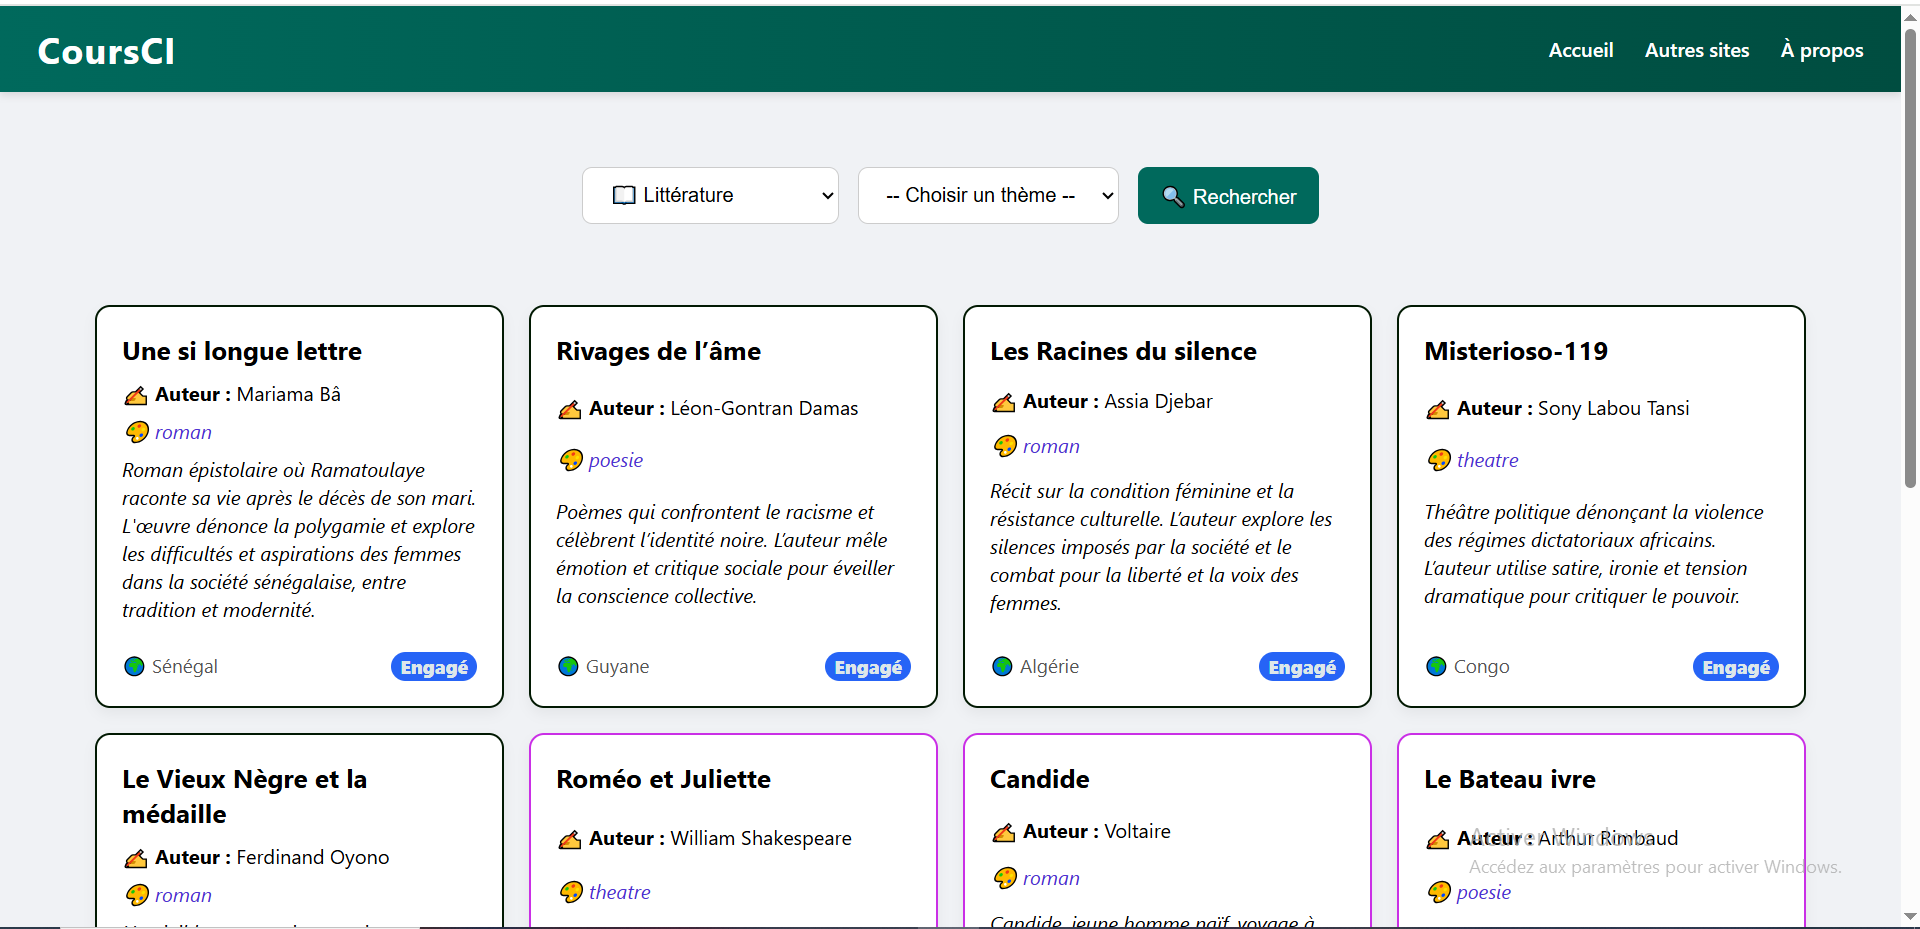 CoursCI
Accueil
Autres sites
À propos
Littérature
-- Choisir un thème --
Rechercher
Une si longue lettre
Auteur : Mariama Bâ
roman
Roman épistolaire où Ramatoulaye
raconte sa vie après le décès de son mari.
L'œuvre dénonce la polygamie et explore
les difficultés et aspirations des femmes
dans la société sénégalaise, entre
tradition et modernité.
Sénégal
Engagé
Rivages de l’âme
Auteur : Léon-Gontran Damas
poesie
Poèmes qui confrontent le racisme et
célèbrent l’identité noire. L’auteur mêle
émotion et critique sociale pour éveiller
la conscience collective.
Guyane
Engagé
Les Racines du silence
Auteur : Assia Djebar
roman
Récit sur la condition féminine et la
résistance culturelle. L’auteur explore les
silences imposés par la société et le
combat pour la liberté et la voix des
femmes.
Algérie
Engagé
Misterioso-119
Auteur : Sony Labou Tansi
theatre
Théâtre politique dénonçant la violence
des régimes dictatoriaux africains.
L’auteur utilise satire, ironie et tension
dramatique pour critiquer le pouvoir.
Congo
Engagé
Le Vieux Nègre et la
médaille
Auteur : Ferdinand Oyono
roman
Roméo et Juliette
Auteur : William Shakespeare
theatre
Candide
Auteur : Voltaire
roman
Candide, jeune homme naïf, voyage à
Le Bateau ivre
Auteur : Arthur Rimbaud
poesie
Activer Windows
Accédez aux paramètres pour activer Windows.